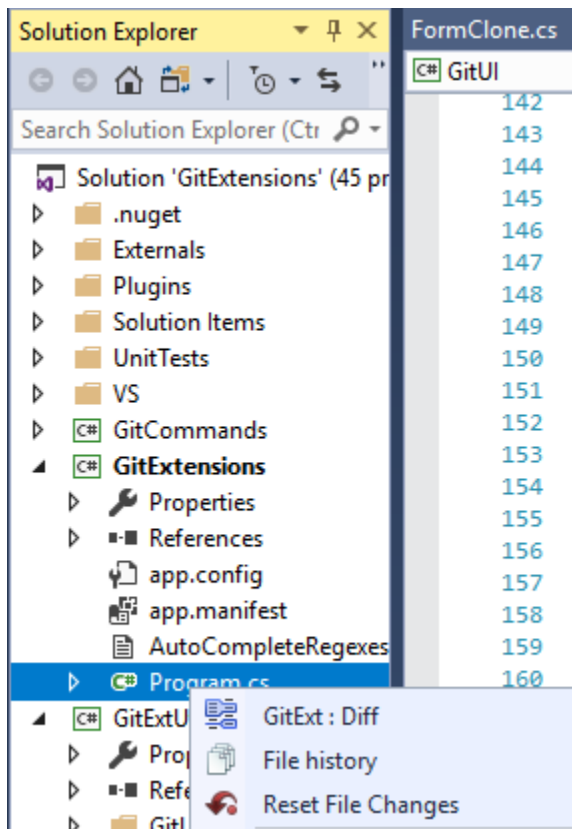 Solution Explorer
Search Solution Explorer (Ctr
Solution 'GitExtensions' (45 pr
.nuget
Externals
Plugins
Solution Items
UnitTests
VS
C# GitCommands
C# GitExtensions
Properties
References
app.config
app.manifest
AutoCompleteRegexes
C# Program.cs
C# GitExtU
Prop
Refe
GitU
FormClone.cs
C# GitUI
142
143
144
145
146
147
148
149
150
151
152
153
154
155
156
157
158
159
160
GitExt : Diff
File history
Reset File Changes